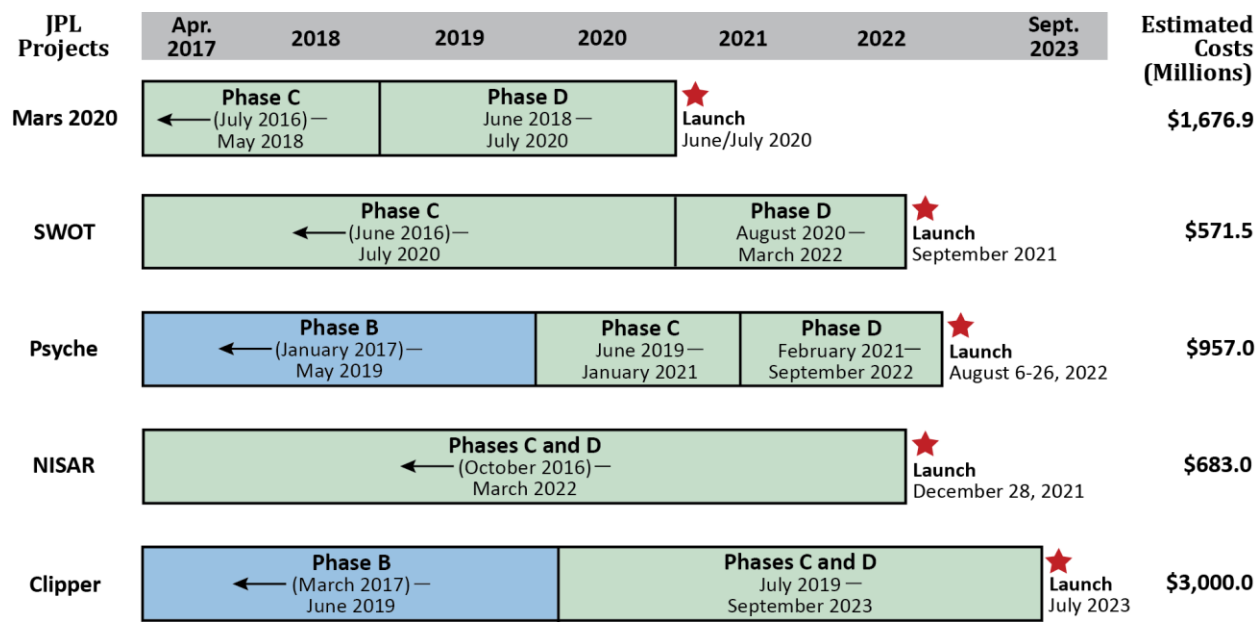 JPL Projects
Apr. 2017
2018
2019
2020
2021
2022
Sept. 2023
Estimated Costs (Millions)
Mars 2020
Phase C
(July 2016)—
May 2018
Phase D
June 2018—
July 2020
Launch
June/July 2020
$1,676.9
SWOT
Phase C
(June 2016)—
July 2020
Phase D
August 2020—
March 2022
Launch
September 2021
$571.5
Psyche
Phase B
(January 2017)—
May 2019
Phase C
June 2019—
January 2021
Phase D
February 2021—
September 2022
Launch
August 6-26, 2022
$957.0
NISAR
Phases C and D
(October 2016)—
March 2022
Launch
December 28, 2021
$683.0
Clipper
Phase B
(March 2017)—
June 2019
Phases C and D
July 2019—
September 2023
Launch
July 2023
$3,000.0